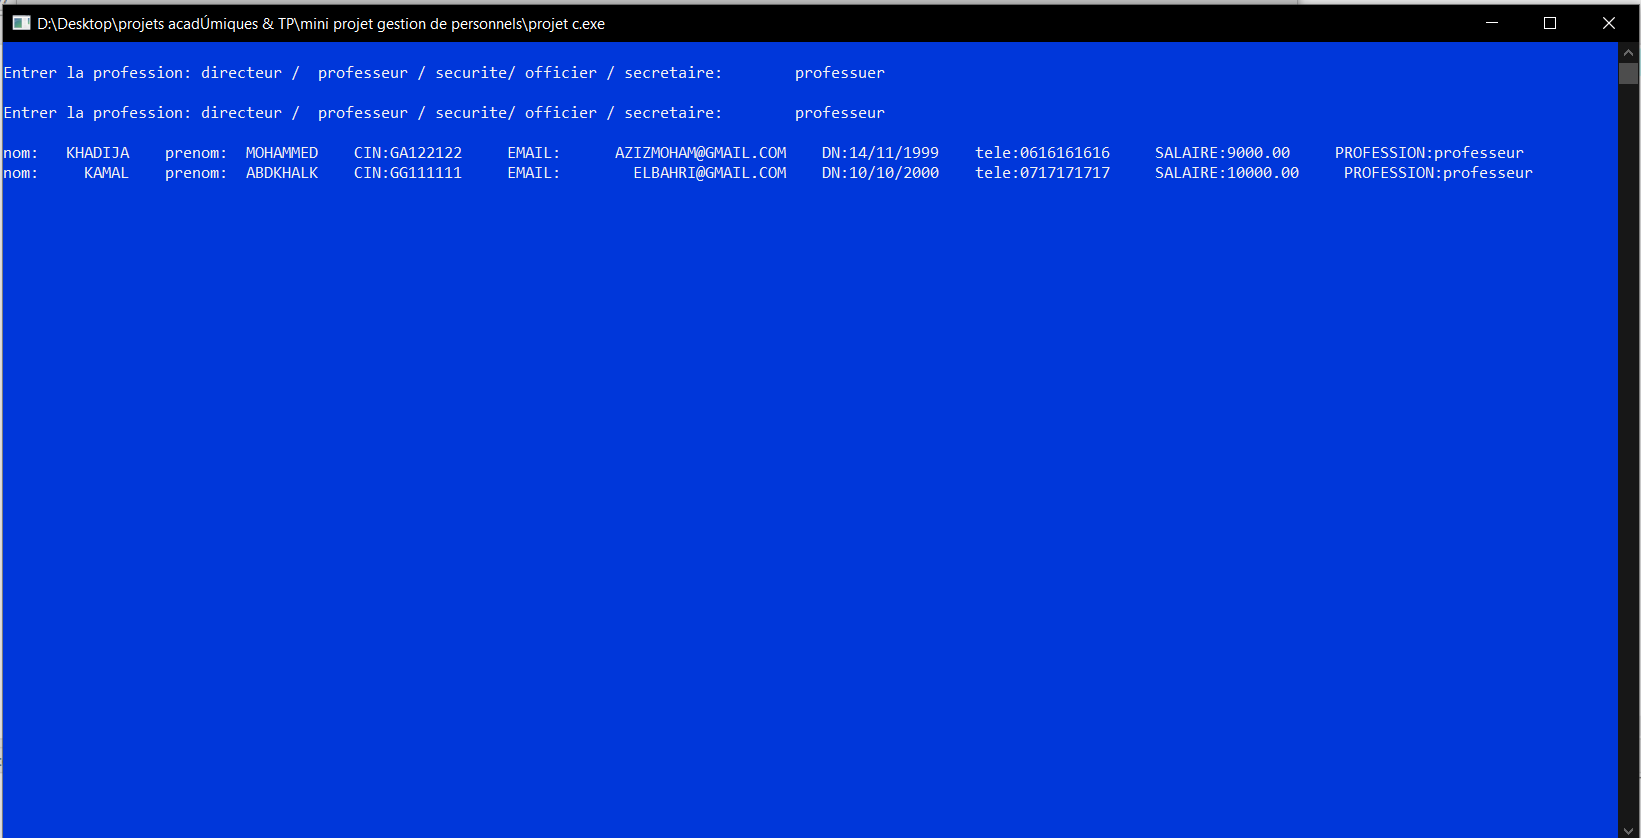 D:\Desktop\projets acadÚmiques & TP\mini projet gestion de personnels\projet c.exe
Entrer la profession: directeur /  professeur / securite/ officier / secretaire:        professuer
Entrer la profession: directeur /  professeur / securite/ officier / secretaire:        professeur
nom:   KHADIJA    prenom:  MOHAMMED    CIN:GA122122     EMAIL:      AZIZMOHAM@GMAIL.COM    DN:14/11/1999    tele:0616161616     SALAIRE:9000.00     PROFESSION:professeur
nom:     KAMAL    prenom:  ABDKHALK    CIN:GG111111     EMAIL:        ELBAHRI@GMAIL.COM    DN:10/10/2000    tele:0717171717     SALAIRE:10000.00     PROFESSION:professeur